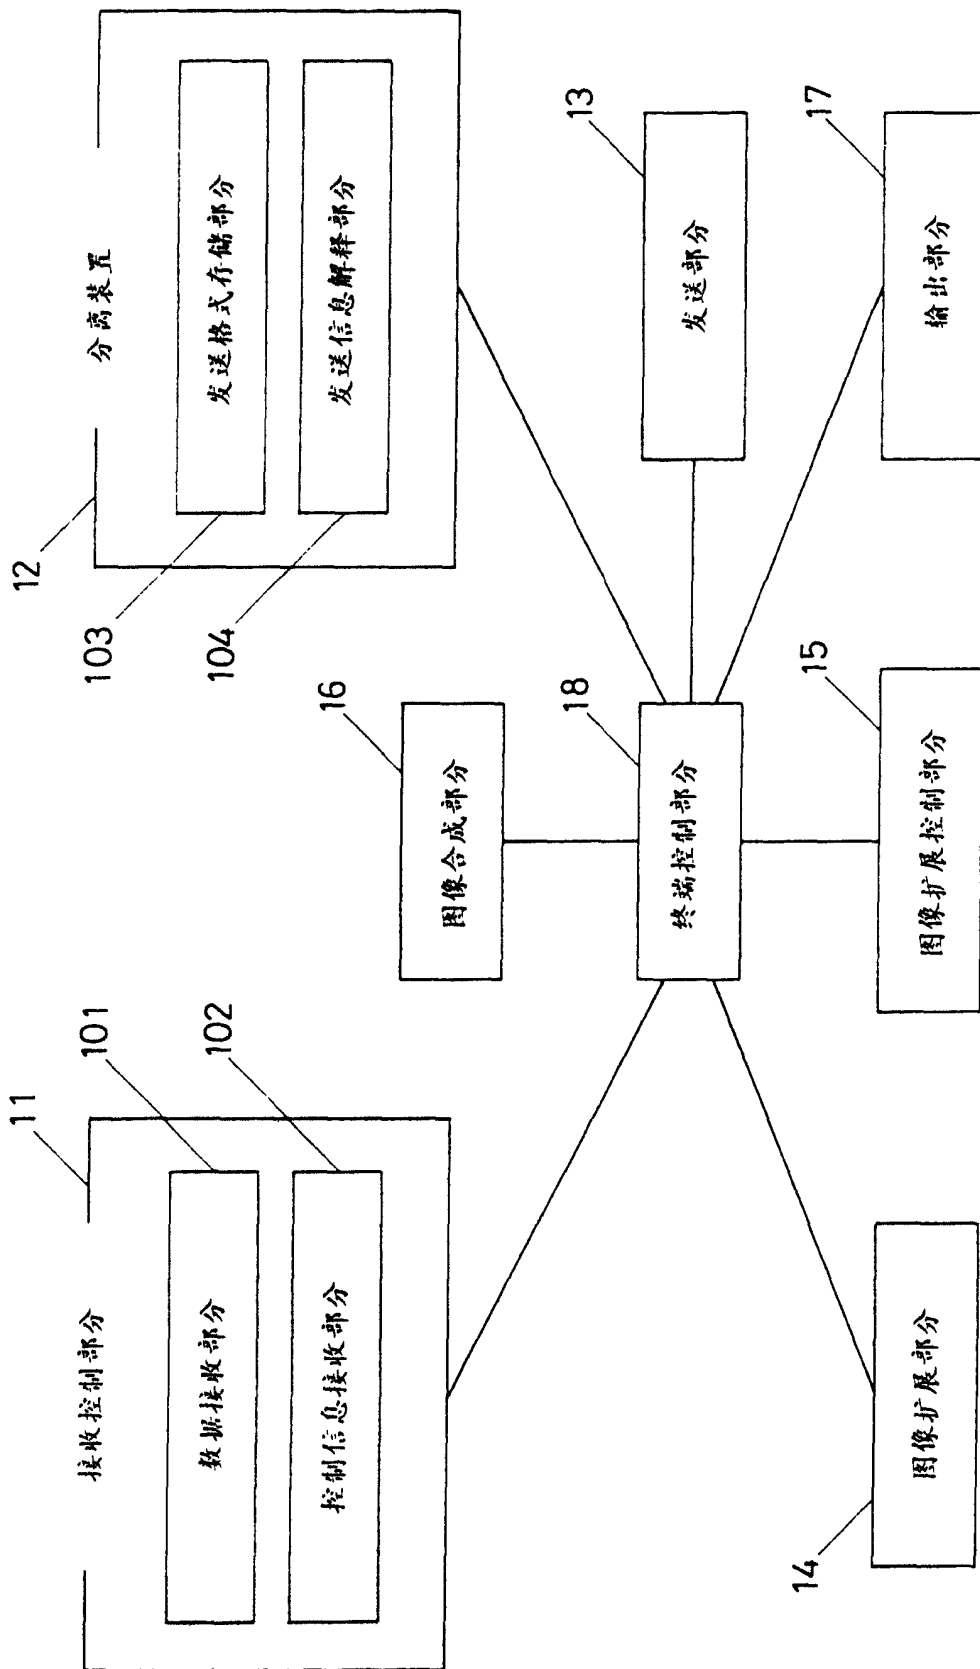 11
接收控制部分
101
数据接收部分
102
控制信息接收部分
12
分离装置
103
发送格式存储部分
104
发送信息解释部分
16
图像合成部分
18
终端控制部分
13
发送部分
14
图像扩展部分
15
图像扩展控制部分
17
输出部分